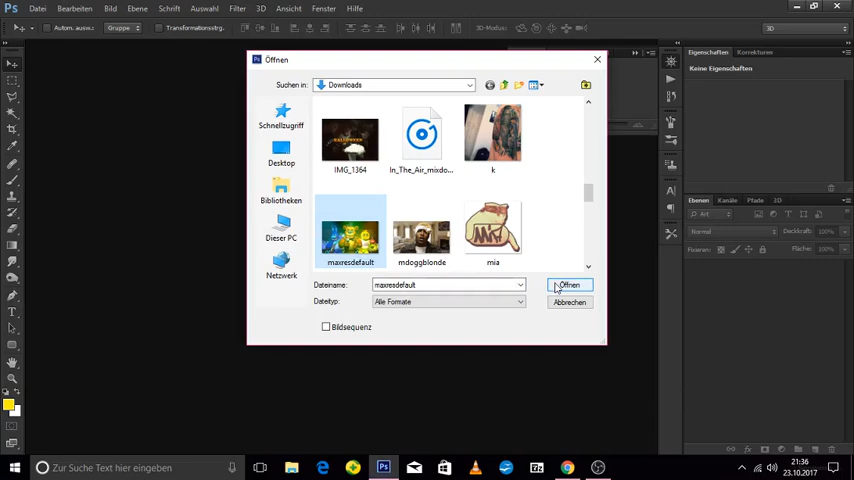 Ps Datei Bearbeiten Bild Ebene Schrift Auswahl Filter 3D Ansicht Fenster Hilfe
Autom. ausw.: Gruppe Transformationsstrg. 3D-Modus: 3D
Öffnen
Eigenschaften Korrekturen
Keine Eigenschaften
Suchen in: Downloads
Schnellzugriff
Desktop
Bibliotheken
Dieser PC
Netzwerk
IMG_1364 In_The_Air_mixdo... k
maxresdefault mdoggblonde mia
Dateiname: maxresdefault Öffnen
Dateityp: Alle Formate Abbrechen
Bildsequenz
Ebenen Kanäle Pfade 3D
Art
Normal Deckkraft: 100%
Fixieren: Fläche: 100%
Zur Suche Text hier eingeben
21:36
23.10.2017